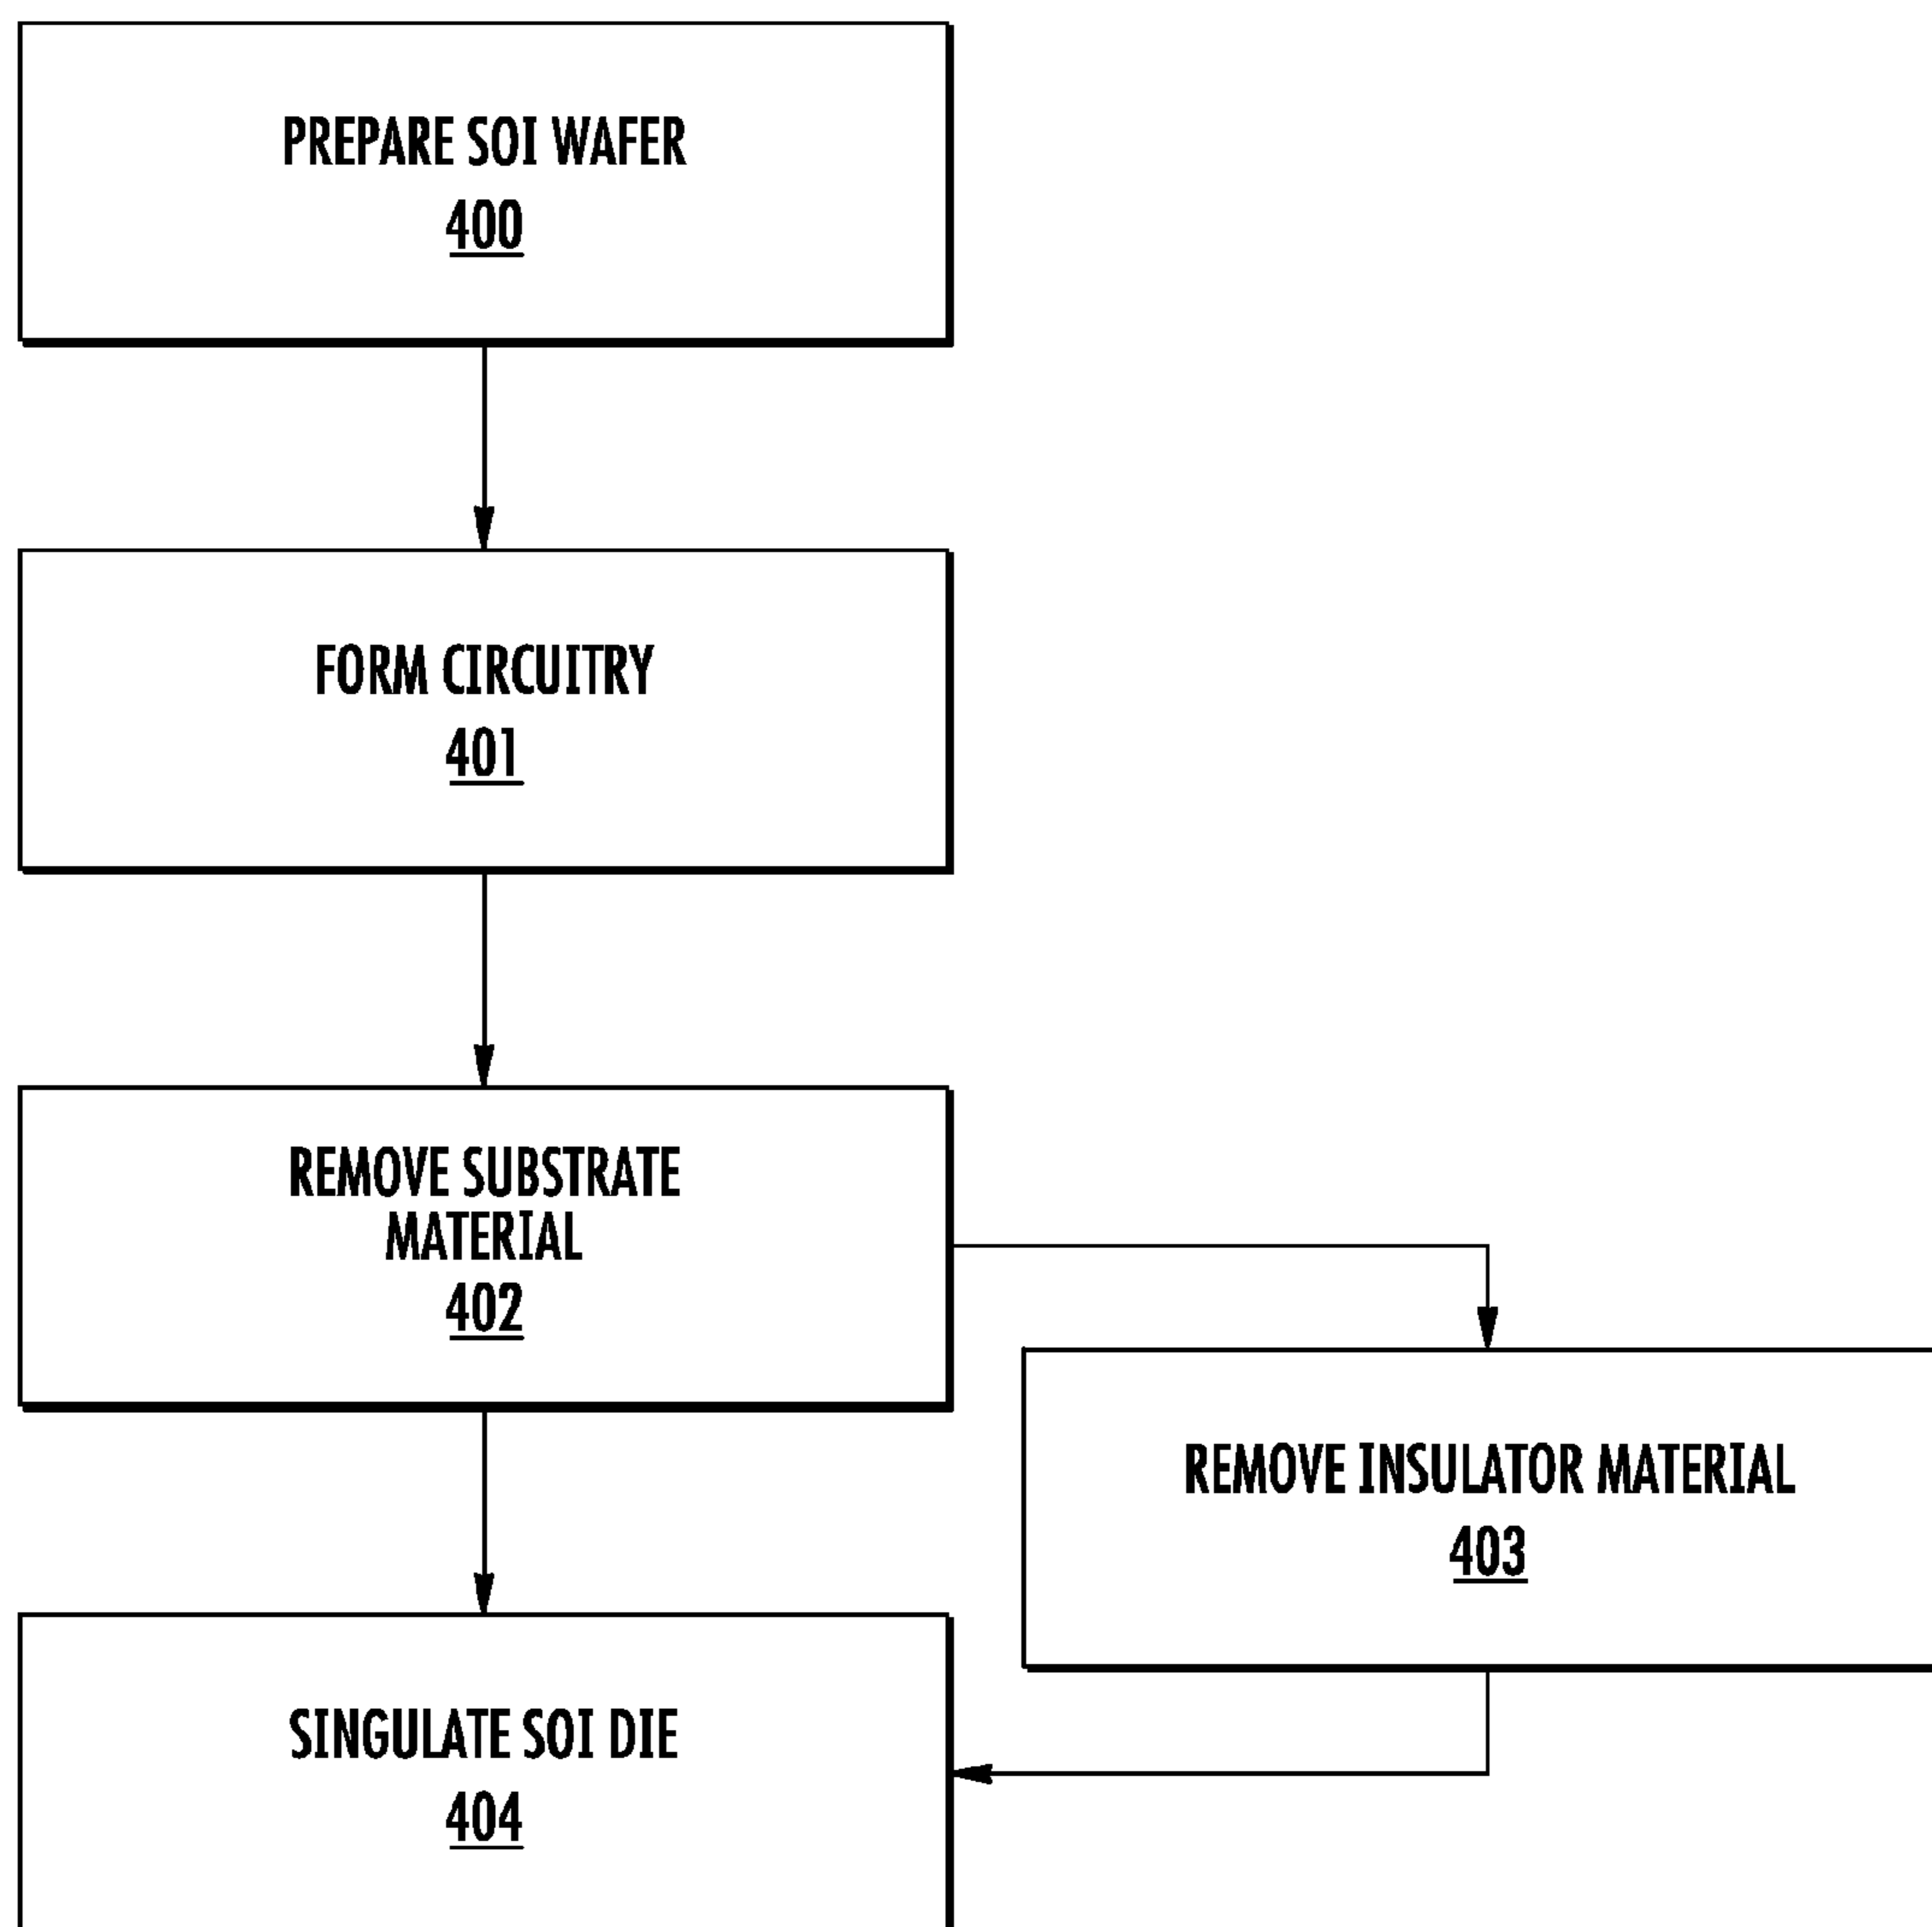 PREPARE SOI WAFER
400
FORM CIRCUITRY
401
REMOVE SUBSTRATE
MATERIAL
402
REMOVE INSULATOR MATERIAL
403
SINGULATE SOI DIE
404